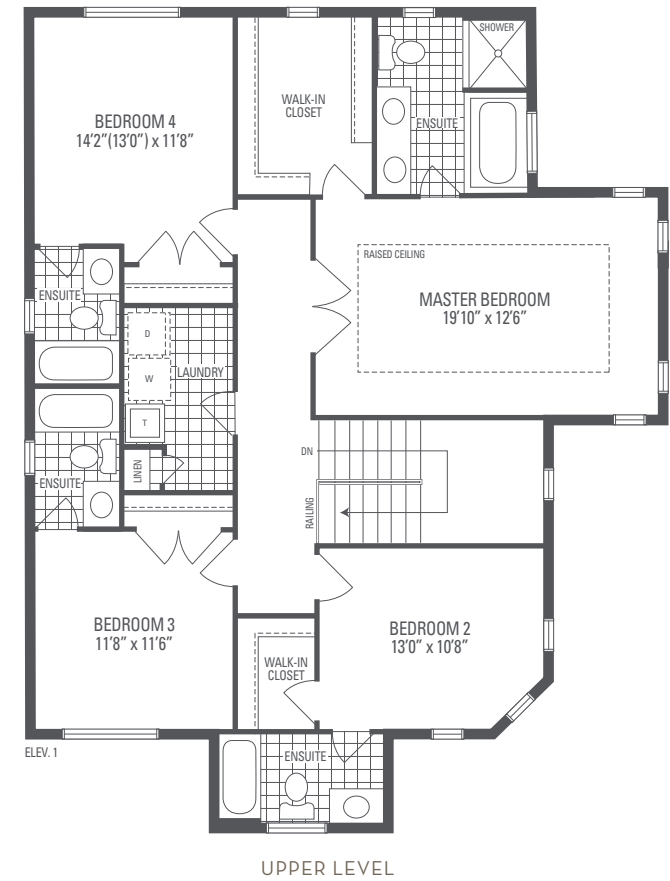 SHOWER
WALK-IN
CLOSET
BEDROOM 4
14'2"(13'0") x 11'8"
ENSUITE
RAISED CEILING
ENSUITE
MASTER BEDROOM
19'10" x 12'6"
D
W
LAUNDRY
T
DN
LINEN
ENSUITE
RAILING
BEDROOM 3
11'8" x 11'6"
BEDROOM 2
13'0" x 10'8"
WALK-IN
CLOSET
ELEV. 1
ENSUITE
UPPER LEVEL